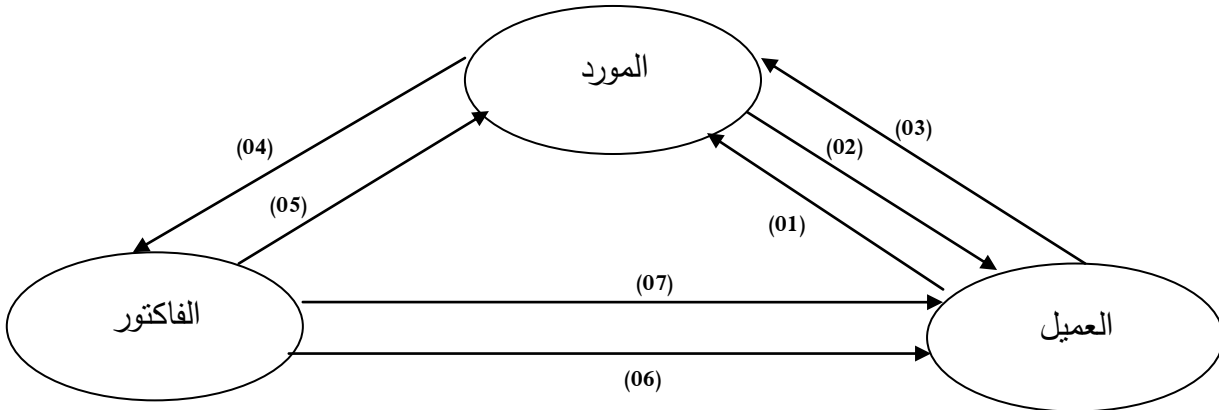 المورد
(03)
(04)
(02)
(05)
(01)
(07)
العميل
الفاكتور
(06)